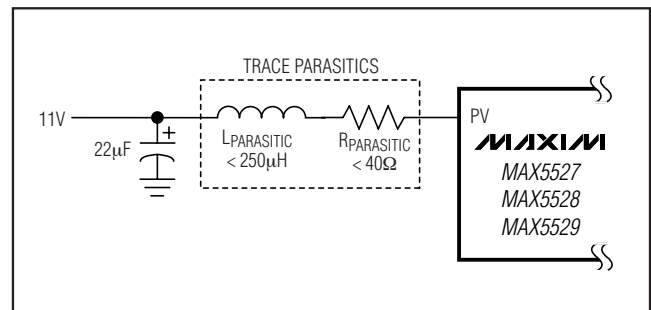 TRACE PARASITICS
11V
22µF
+
LPARASITIC
< 250µH
RPARASITIC
< 40Ω
PV
MAXIM
MAX5527
MAX5528
MAX5529